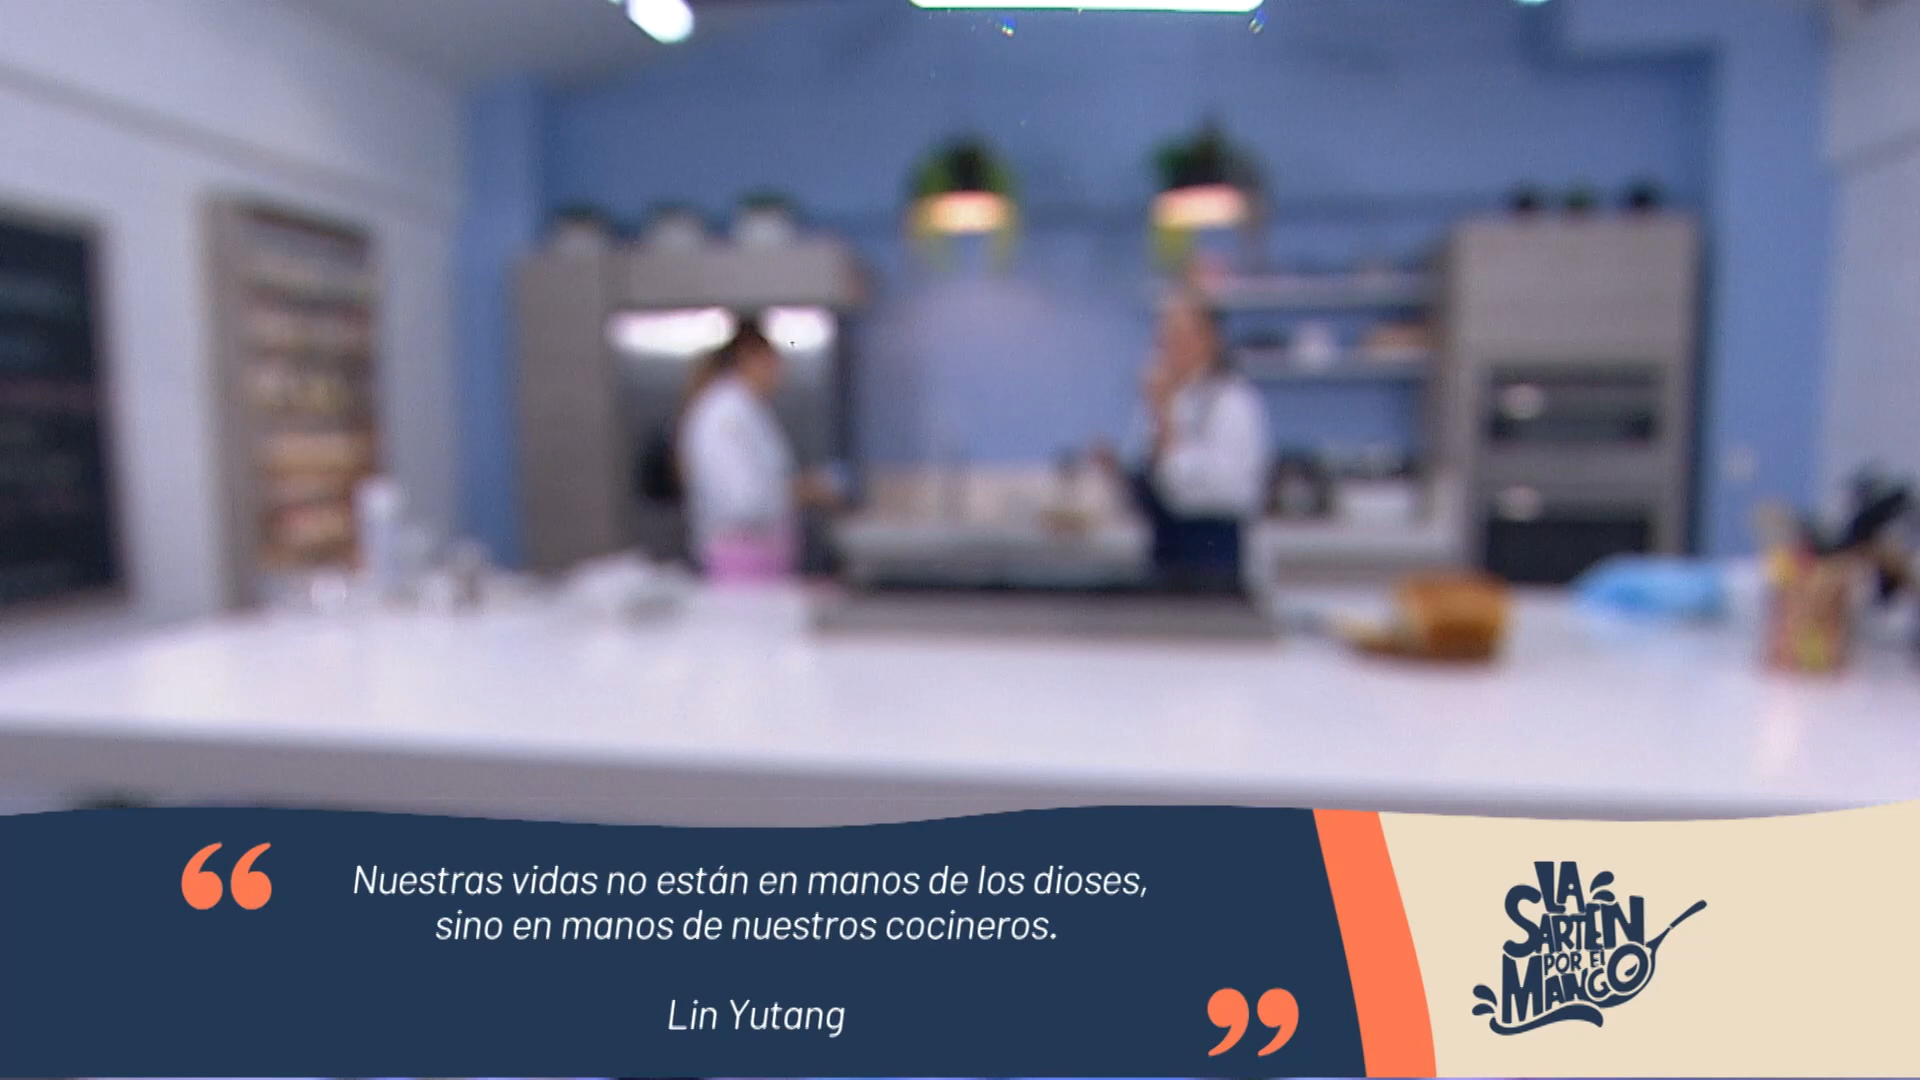 Nuestras vidas no están en manos de los dioses,
sino en manos de nuestros cocineros.
Lin Yutang
LA
SARTÉN
POR El
MANGO